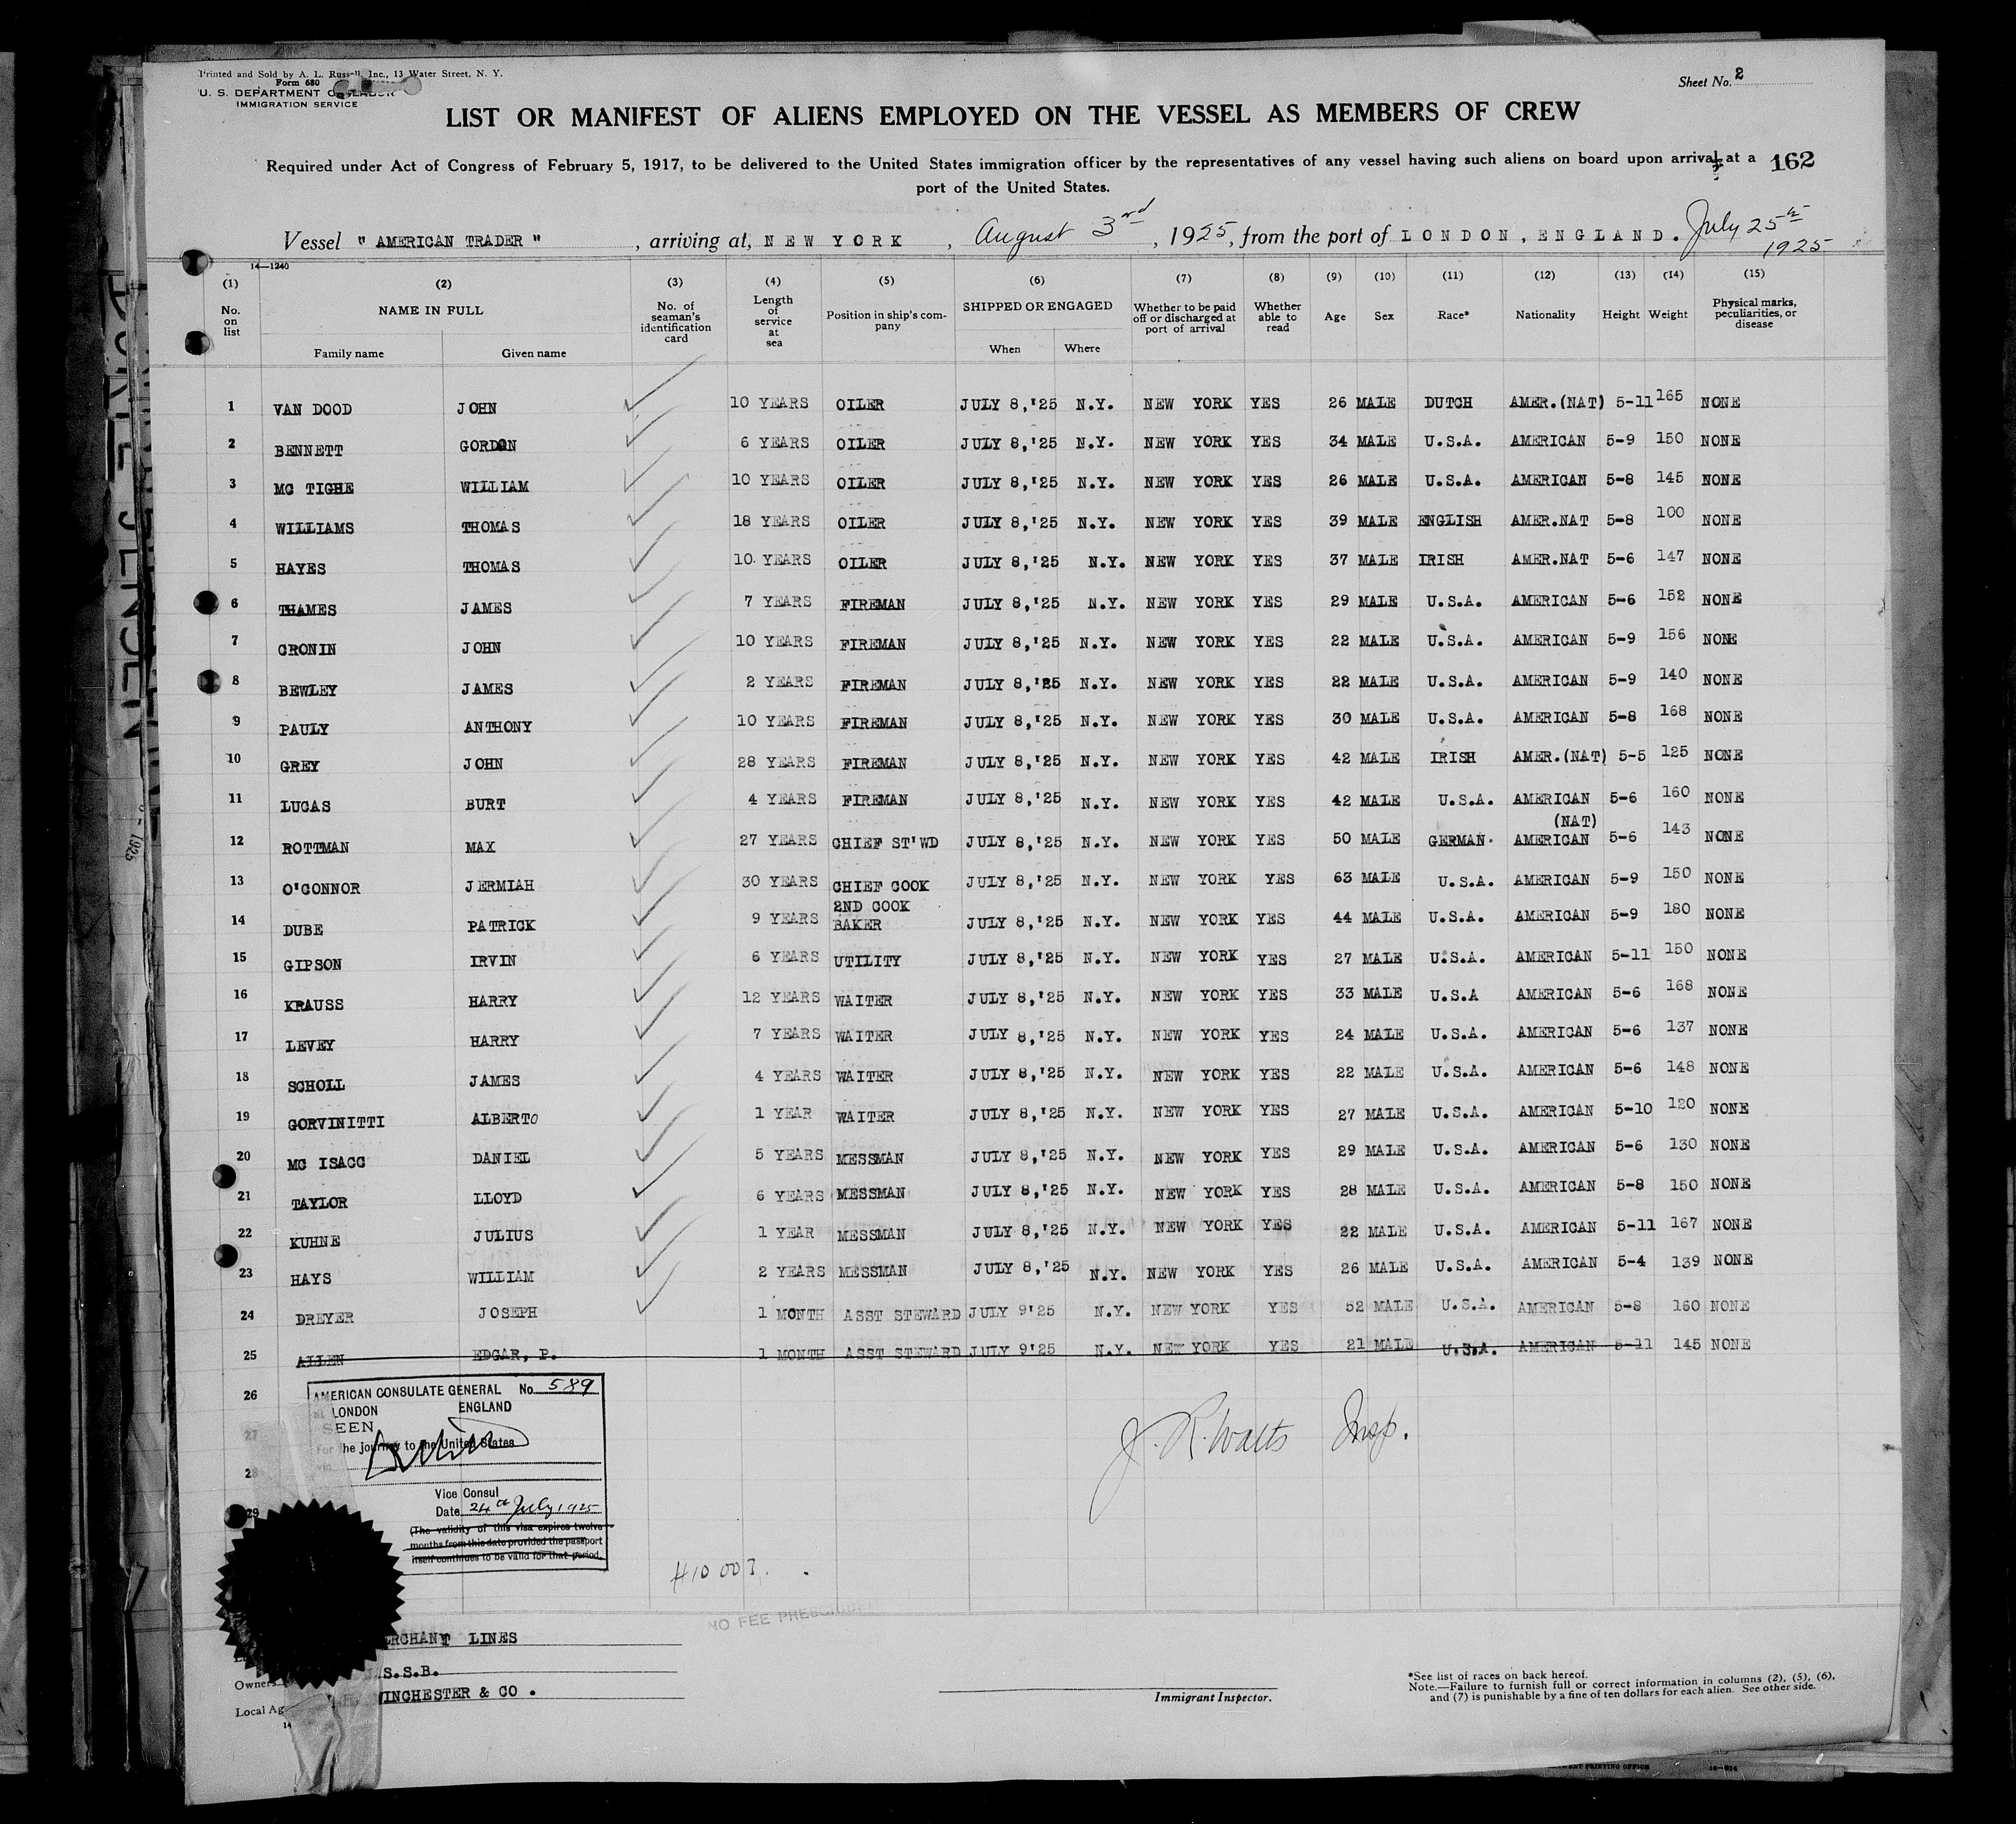 Printed and Sold by A. L. Russell, Inc., 13 Water Street, N. Y.
Form 680
U. S. DEPARTMENT OF LABOR
IMMIGRATION SERVICE
Sheet No. 2
LIST OR MANIFEST OF ALIENS EMPLOYED ON THE VESSEL AS MEMBERS OF CREW
Required under Act of Congress of February 5, 1917, to be delivered to the United States immigration officer by the representatives of any vessel having such aliens on board upon arrival at a
port of the United States.
162
Vessel " AMERICAN TRADER ", arriving at, NEW YORK, August 3rd, 1925, from the port of LONDON, ENGLAND. July 25th 1925
14—1240
(1) No. on list (2) NAME IN FULL Family name Given name (3) No. of seaman's identification card (4) Length of service at sea (5) Position in ship's company (6) SHIPPED OR ENGAGED When Where (7) Whether to be paid off or discharged at port of arrival (8) Whether able to read (9) Age (10) Sex (11) Race* (12) Nationality (13) Height (14) Weight (15) Physical marks, peculiarities, or disease
1 VAN DOOD JOHN 10 YEARS OILER JULY 8,'25 N.Y. NEW YORK YES 26 MALE DUTCH AMER.(NAT) 5-11 165 NONE
2 BENNETT GORDON 6 YEARS OILER JULY 8,'25 N.Y. NEW YORK YES 34 MALE U.S.A. AMERICAN 5-9 150 NONE
3 MC TIGHE WILLIAM 10 YEARS OILER JULY 8,'25 N.Y. NEW YORK YES 26 MALE U.S.A. AMERICAN 5-8 145 NONE
4 WILLIAMS THOMAS 18 YEARS OILER JULY 8,'25 N.Y. NEW YORK YES 39 MALE ENGLISH AMER.NAT 5-8 100 NONE
5 HAYES THOMAS 10 YEARS OILER JULY 8,'25 N.Y. NEW YORK YES 37 MALE IRISH AMER.NAT 5-6 147 NONE
6 THAMES JAMES 7 YEARS FIREMAN JULY 8,'25 N.Y. NEW YORK YES 29 MALE U.S.A. AMERICAN 5-6 152 NONE
7 CRONIN JOHN 10 YEARS FIREMAN JULY 8,'25 N.Y. NEW YORK YES 22 MALE U.S.A. AMERICAN 5-9 156 NONE
8 BEWLEY JAMES 2 YEARS FIREMAN JULY 8,'25 N.Y. NEW YORK YES 22 MALE U.S.A. AMERICAN 5-9 140 NONE
9 PAULY ANTHONY 10 YEARS FIREMAN JULY 8,'25 N.Y. NEW YORK YES 30 MALE U.S.A. AMERICAN 5-8 168 NONE
10 GREY JOHN 28 YEARS FIREMAN JULY 8,'25 N.Y. NEW YORK YES 42 MALE IRISH AMER.(NAT) 5-5 125 NONE
11 LUCAS BURT 4 YEARS FIREMAN JULY 8,'25 N.Y. NEW YORK YES 42 MALE U.S.A. AMERICAN 5-6 160 NONE
12 ROTTMAN MAX 27 YEARS CHIEF ST'WD JULY 8,'25 N.Y. NEW YORK YES 50 MALE GERMAN (NAT) AMERICAN 5-6 143 NONE
13 O'CONNOR JERMIAH 30 YEARS CHIEF COOK JULY 8,'25 N.Y. NEW YORK YES 63 MALE U.S.A. AMERICAN 5-9 150 NONE
14 DUBE PATRICK 9 YEARS 2ND COOK BAKER JULY 8,'25 N.Y. NEW YORK YES 44 MALE U.S.A. AMERICAN 5-9 180 NONE
15 GIPSON IRVIN 6 YEARS UTILITY JULY 8,'25 N.Y. NEW YORK YES 27 MALE U.S.A. AMERICAN 5-11 150 NONE
16 KRAUSS HARRY 12 YEARS WAITER JULY 8,'25 N.Y. NEW YORK YES 33 MALE U.S.A AMERICAN 5-6 168 NONE
17 LEVEY HARRY 7 YEARS WAITER JULY 8,'25 N.Y. NEW YORK YES 24 MALE U.S.A. AMERICAN 5-6 137 NONE
18 SCHOLL JAMES 4 YEARS WAITER JULY 8,'25 N.Y. NEW YORK YES 22 MALE U.S.A. AMERICAN 5-6 148 NONE
19 GORVINITTI ALBERTO 1 YEAR WAITER JULY 8,'25 N.Y. NEW YORK YES 27 MALE U.S.A. AMERICAN 5-10 120 NONE
20 MC ISACC DANIEL 5 YEARS MESSMAN JULY 8,'25 N.Y. NEW YORK YES 29 MALE U.S.A. AMERICAN 5-6 130 NONE
21 TAYLOR LLOYD 6 YEARS MESSMAN JULY 8,'25 N.Y. NEW YORK YES 28 MALE U.S.A. AMERICAN 5-8 150 NONE
22 KUHNE JULIUS 1 YEAR MESSMAN JULY 8,'25 N.Y. NEW YORK YES 22 MALE U.S.A. AMERICAN 5-11 167 NONE
23 HAYS WILLIAM 2 YEARS MESSMAN JULY 8,'25 N.Y. NEW YORK YES 26 MALE U.S.A. AMERICAN 5-4 139 NONE
24 DREYER JOSEPH 1 MONTH ASST STEWARD JULY 9'25 N.Y. NEW YORK YES 52 MALE U.S.A. AMERICAN 5-8 160 NONE
25 ALLEN EDGAR, P. 1 MONTH ASST STEWARD JULY 9'25 N.Y. NEW YORK YES 21 MALE U.S.A. AMERICAN 5-11 145 NONE
26
27
28
29
AMERICAN CONSULATE GENERAL No. 589
LONDON ENGLAND
SEEN
For the journey to the United States
Vice Consul
Date 24th July 1925
(The validity of this visa expires twelve
months from this date provided the passport
itself continues to be valid for that period.
J. R. Watts Insp.
NO FEE PRESCRIBED
MERCHANT LINES
Owners U.S.S.B.
Local Ag WINCHESTER & CO.
Immigrant Inspector.
*See list of races on back hereof.
Note.—Failure to furnish full or correct information in columns (2), (5), (6),
and (7) is punishable by a fine of ten dollars for each alien. See other side.